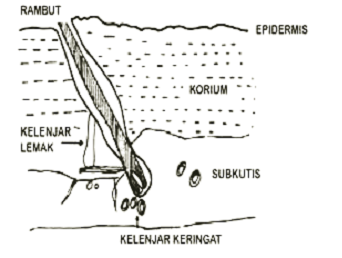 RAMBUT
EPIDERMIS
KORIUM
KELENJAR
LEMAK
SUBKUTIS
KELENJAR KERINGAT